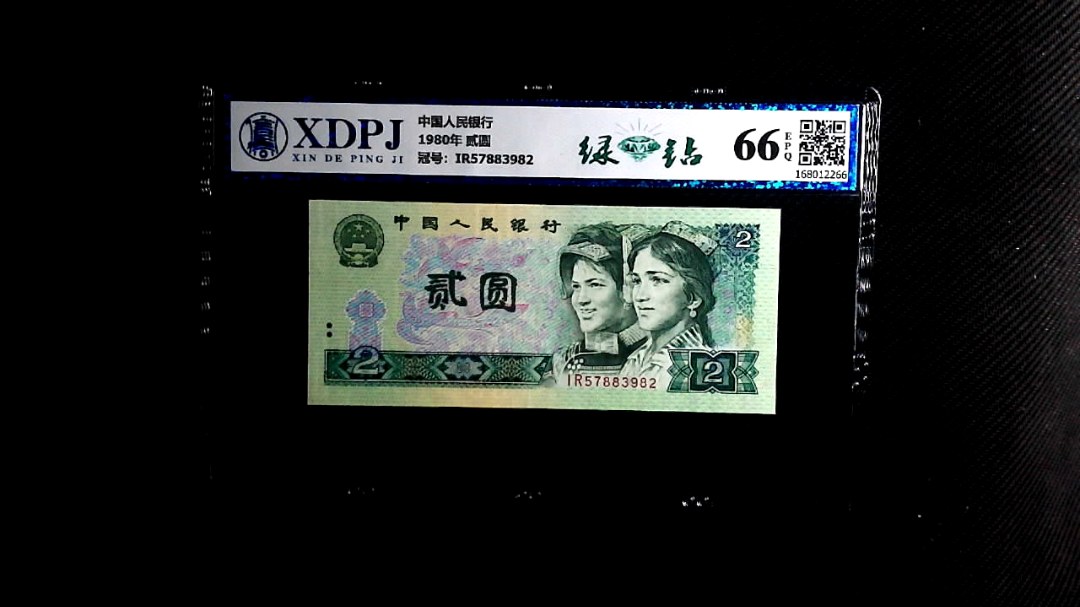 XDPJ
XIN DE PING JI
中国人民银行
1980年 贰圆
冠号：IR57883982
绿 钻
66
EPQ
168012266
中国人民银行
2
贰圆
2
IR57883982
2